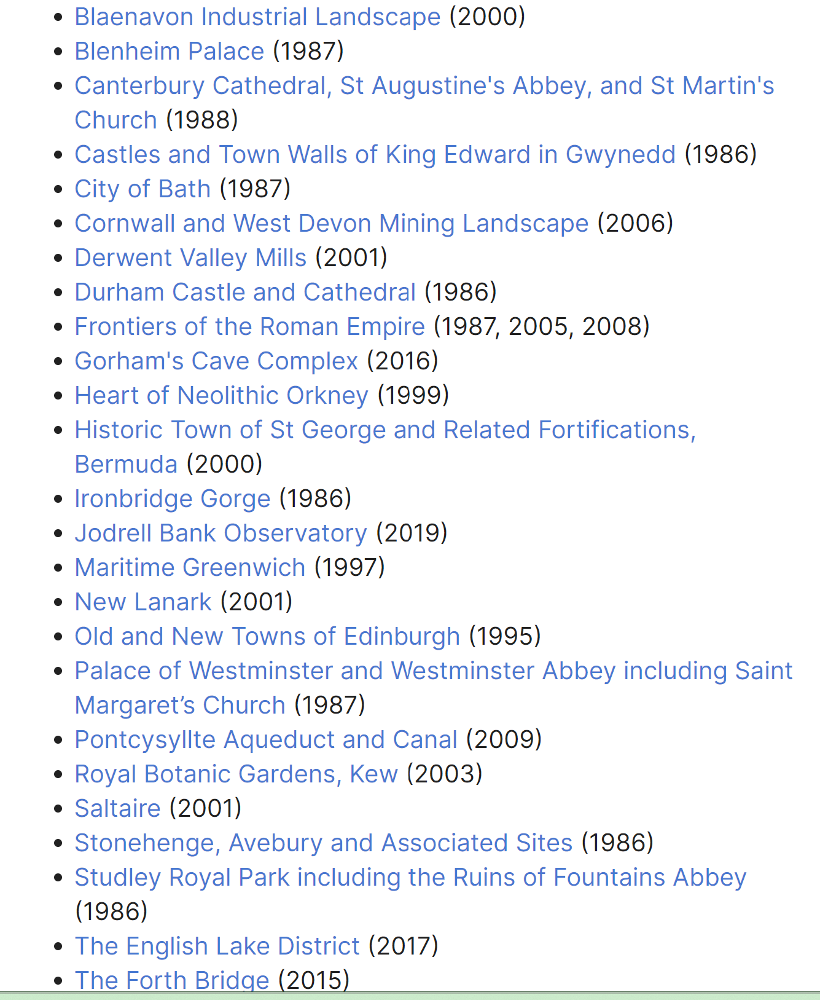 • Blaenavon Industrial Landscape (2000)
• Blenheim Palace (1987)
• Canterbury Cathedral, St Augustine's Abbey, and St Martin's
Church (1988)
• Castles and Town Walls of King Edward in Gwynedd (1986)
• City of Bath (1987)
• Cornwall and West Devon Mining Landscape (2006)
• Derwent Valley Mills (2001)
• Durham Castle and Cathedral (1986)
• Frontiers of the Roman Empire (1987, 2005, 2008)
• Gorham's Cave Complex (2016)
• Heart of Neolithic Orkney (1999)
• Historic Town of St George and Related Fortifications,
Bermuda (2000)
• Ironbridge Gorge (1986)
• Jodrell Bank Observatory (2019)
• Maritime Greenwich (1997)
• New Lanark (2001)
• Old and New Towns of Edinburgh (1995)
• Palace of Westminster and Westminster Abbey including Saint
Margaret’s Church (1987)
• Pontcysyllte Aqueduct and Canal (2009)
• Royal Botanic Gardens, Kew (2003)
• Saltaire (2001)
• Stonehenge, Avebury and Associated Sites (1986)
• Studley Royal Park including the Ruins of Fountains Abbey
(1986)
• The English Lake District (2017)
• The Forth Bridge (2015)